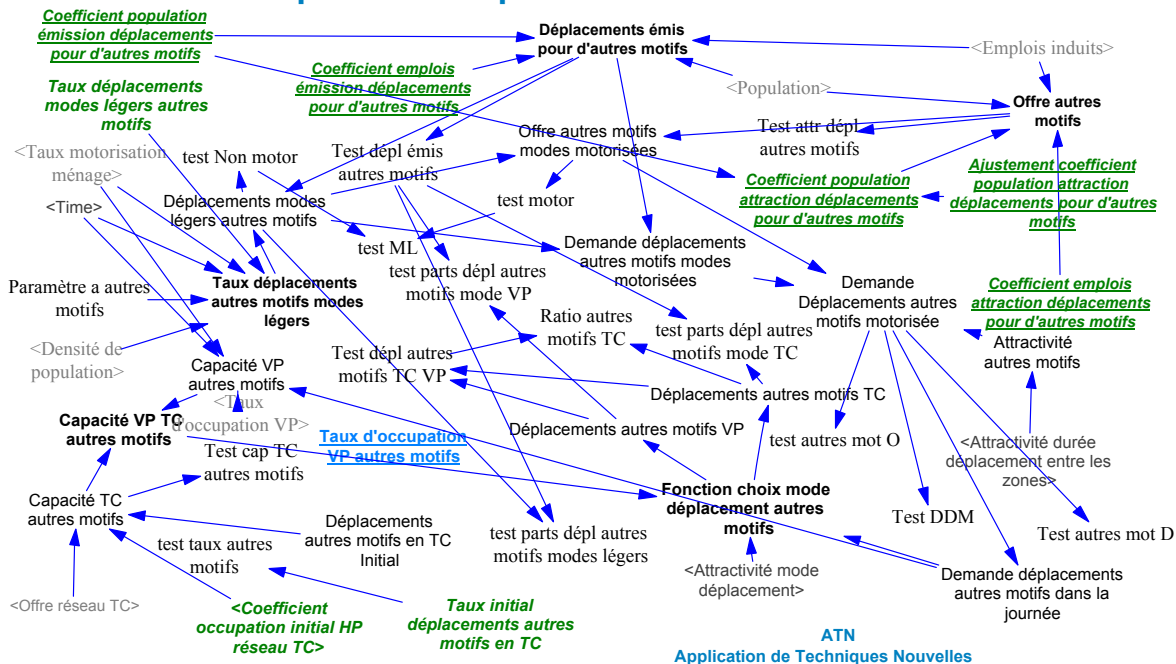 Coefficient population
émission déplacements
pour d'autres motifs
Déplacements émis
pour d'autres motifs
<Emplois induits>
Coefficient emplois
émission déplacements
pour d'autres motifs
<Population>
Taux déplacements
modes légers autres
motifs
Offre autres
motifs
Offre autres motifs
modes motorisées
Test attr dépl
autres motifs
<Taux motorisation
ménage>
test Non motor
Test dépl émis
autres motifs
Coefficient population
attraction déplacements
pour d'autres motifs
Ajustement coefficient
population attraction
déplacements pour d'autres
motifs
<Time>
Déplacements modes
légers autres motifs
test motor
test ML
Demande déplacements
autres motifs modes
motorisées
test parts dépl autres
motifs mode VP
Taux déplacements
autres motifs modes
légers
Paramètre a autres
motifs
Demande
Déplacements autres
motifs motorisée
Coefficient emplois
attraction déplacements
pour d'autres motifs
Ratio autres
motifs TC
test parts dépl autres
motifs mode TC
Attractivité
autres motifs
<Densité de
population>
Test dépl autres
motifs TC VP
Capacité VP
autres motifs
<Taux
d'occupation VP>
Déplacements autres motifs TC
Capacité VP TC
autres motifs
Taux d'occupation
VP autres motifs
Déplacements autres motifs VP
test autres mot O
<Attractivité durée
déplacement entre les
zones>
Test cap TC
autres motifs
Capacité TC
autres motifs
Fonction choix mode
déplacement autres
motifs
Test DDM
Test autres mot D
Déplacements
autres motifs en TC
Initial
test parts dépl autres
motifs modes légers
test taux autres
motifs
<Attractivité mode
déplacement>
Demande déplacements
autres motifs dans la
journée
<Offre réseau TC>
<Coefficient
occupation initial HP
réseau TC>
Taux initial
déplacements autres
motifs en TC
ATN
Application de Techniques Nouvelles